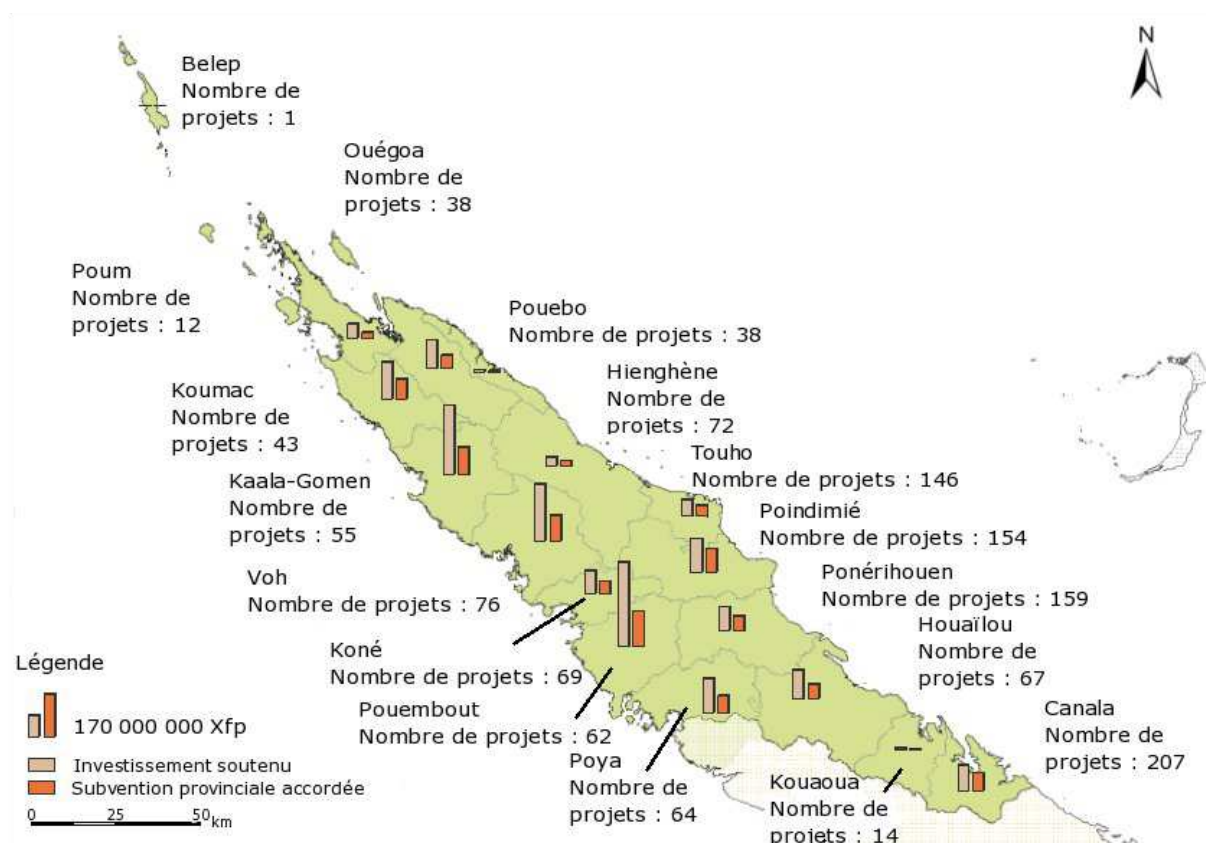 N
Belep
Nombre de
projets : 1
Ouégoa
Nombre de
projets : 38
Poum
Nombre de
projets : 12
Pouebo
Nombre de projets : 38
Hienghène
Nombre de
projets : 72
Koumac
Nombre de
projets : 43
Touho
Nombre de projets : 146
Kaala-Gomen
Nombre de
projets : 55
Poindimié
Nombre de projets : 154
Voh
Nombre de projets : 76
Ponérihouen
Nombre de projets : 159
Houaïlou
Nombre de
projets : 67
Koné
Nombre de projets : 69
Pouembout
Nombre de projets : 62
Canala
Nombre de
projets : 207
Poya
Nombre de
projets : 64
Kouaoua
Nombre de
projets : 14
Légende
170 000 000 Xfp
Investissement soutenu
Subvention provinciale accordée
0 25 50 km